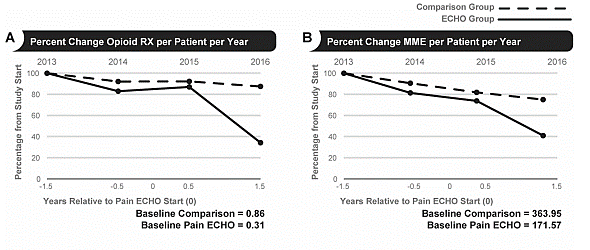 Comparison Group
ECHO Group
A Percent Change Opioid RX per Patient per Year
2013 2014 2015 2016
Percentage from Study Start
100
80
60
40
20
0
-1.5 -0.5 0 0.5 1.5
Years Relative to Pain ECHO Start (0)
Baseline Comparison = 0.86
Baseline Pain ECHO = 0.31
B Percent Change MME per Patient per Year
2013 2014 2015 2016
Percentage from Study Start
100
80
60
40
20
0
-1.5 -0.5 0 0.5 1.5
Years Relative to Pain ECHO Start (0)
Baseline Comparison = 363.95
Baseline Pain ECHO = 171.57